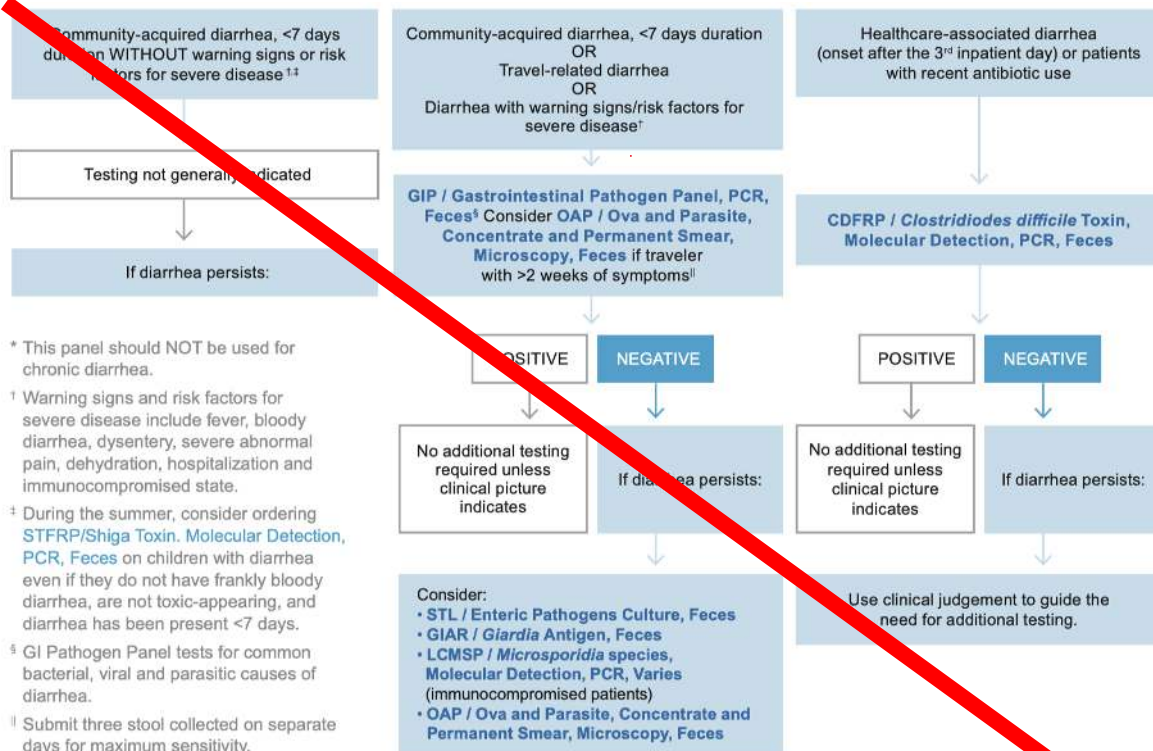 Community-acquired diarrhea, <7 days
duration WITHOUT warning signs or risk
factors for severe disease †,‡
Testing not generally indicated
If diarrhea persists:
* This panel should NOT be used for
chronic diarrhea.
† Warning signs and risk factors for
severe disease include fever, bloody
diarrhea, dysentery, severe abnormal
pain, dehydration, hospitalization and
immunocompromised state.
‡ During the summer, consider ordering
STFRP/Shiga Toxin. Molecular Detection,
PCR, Feces on children with diarrhea
even if they do not have frankly bloody
diarrhea, are not toxic-appearing, and
diarrhea has been present <7 days.
§ GI Pathogen Panel tests for common
bacterial, viral and parasitic causes of
diarrhea.
|| Submit three stool collected on separate
days for maximum sensitivity.
Community-acquired diarrhea, <7 days duration
OR
Travel-related diarrhea
OR
Diarrhea with warning signs/risk factors for
severe disease†
GIP / Gastrointestinal Pathogen Panel, PCR,
Feces§ Consider OAP / Ova and Parasite,
Concentrate and Permanent Smear,
Microscopy, Feces if traveler
with >2 weeks of symptoms||
POSITIVE
NEGATIVE
No additional testing
required unless
clinical picture
indicates
If diarrhea persists:
Consider:
• STL / Enteric Pathogens Culture, Feces
• GIAR / Giardia Antigen, Feces
• LCMSP / Microsporidia species,
Molecular Detection, PCR, Varies
(immunocompromised patients)
• OAP / Ova and Parasite, Concentrate and
Permanent Smear, Microscopy, Feces
Healthcare-associated diarrhea
(onset after the 3rd inpatient day) or patients
with recent antibiotic use
CDFRP / Clostridiodes difficile Toxin,
Molecular Detection, PCR, Feces
POSITIVE
NEGATIVE
No additional testing
required unless
clinical picture
indicates
If diarrhea persists:
Use clinical judgement to guide the
need for additional testing.